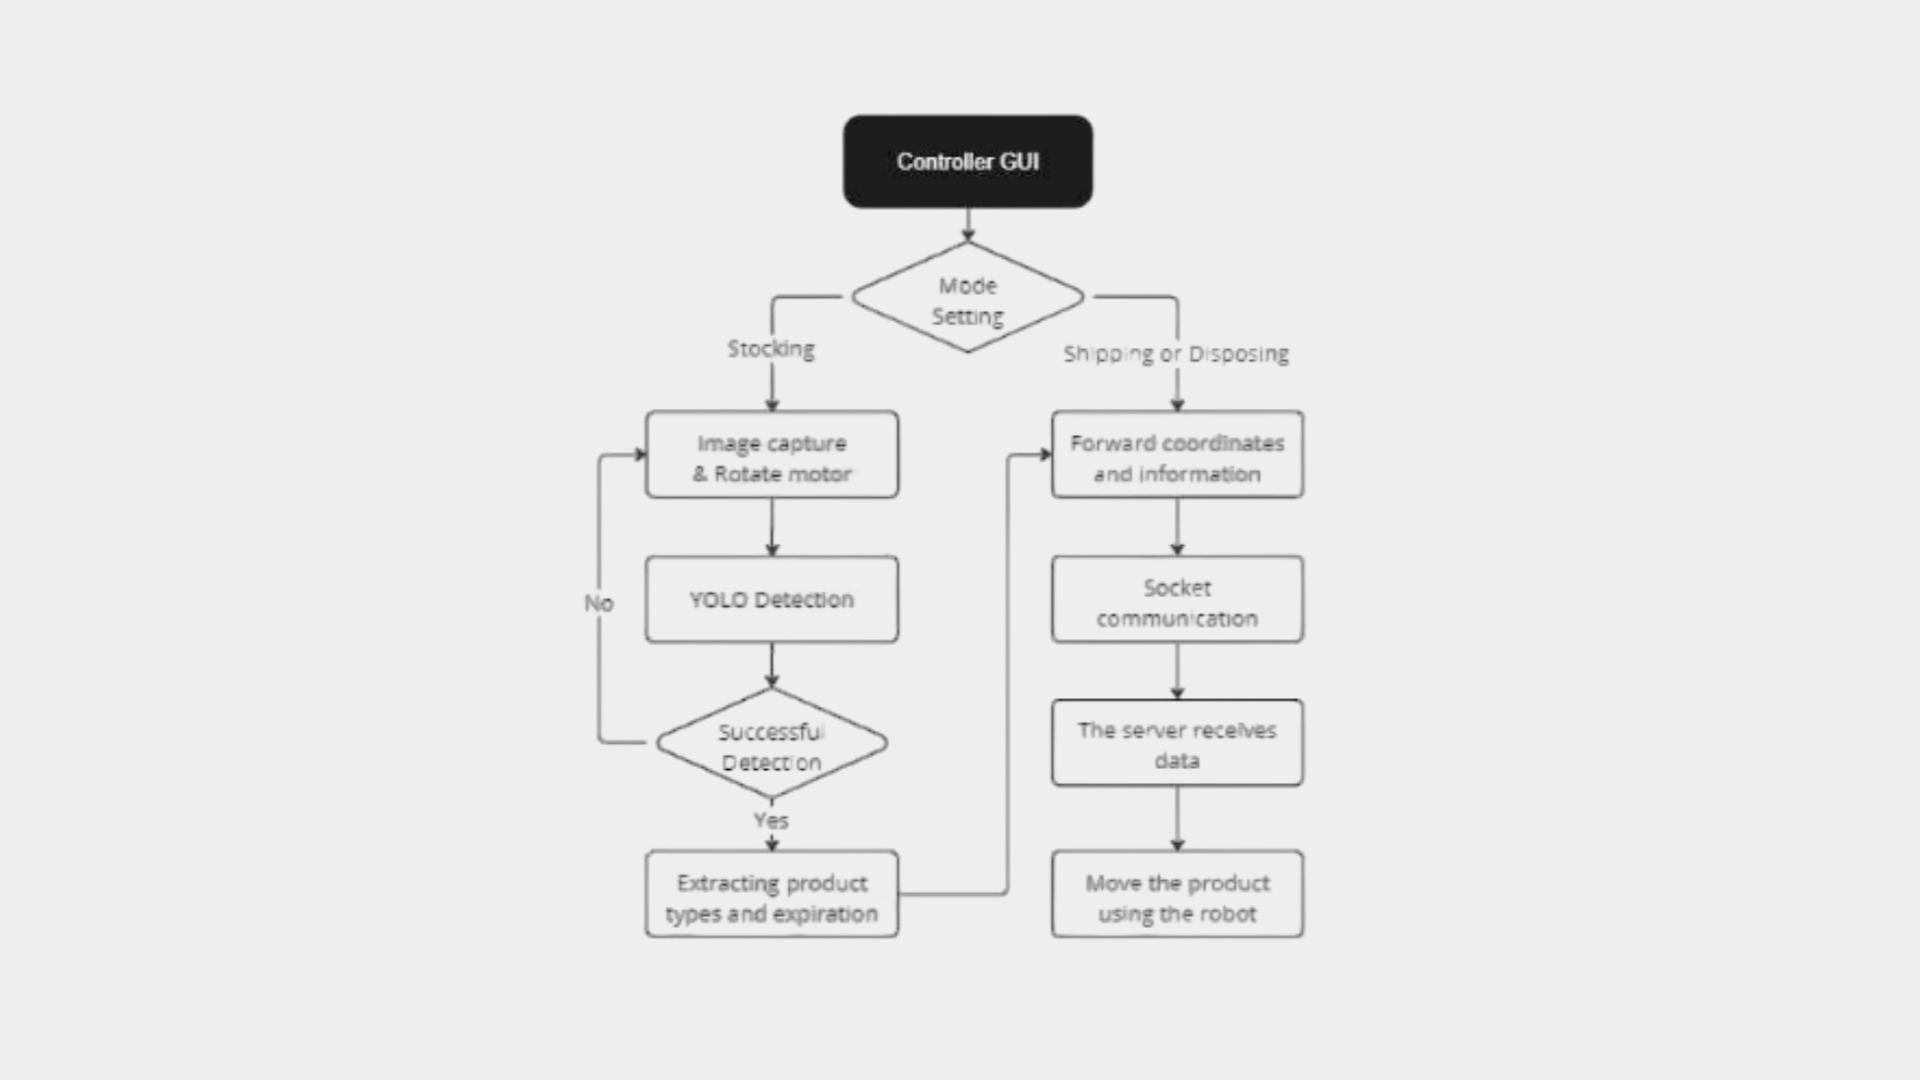 Controller GUI
Mode
Setting
Stocking
Shipping or Disposing
Image capture
& Rotate motor
Forward coordinates
and information
YOLO Detection
Socket
communication
No
Successful
Detection
The server receives
data
Yes
Extracting product
types and expiration
Move the product
using the robot